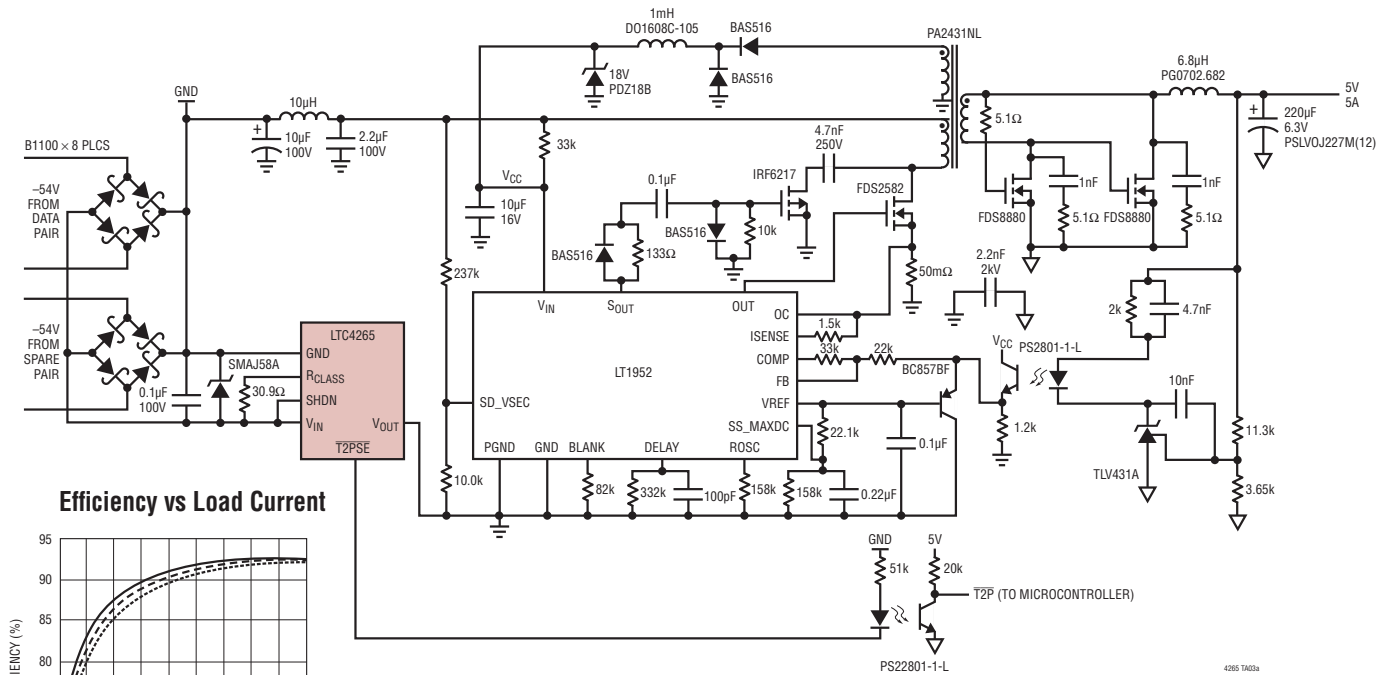 1mH
DO1608C-105
BAS516
PA2431NL
18V
PDZ18B
BAS516
6.8µH
PG0702.682
5V
5A
GND
10µH
+
10µF
100V
2.2µF
100V
33k
4.7nF
250V
5.1Ω
+
220µF
6.3V
PSLVOJ227M(12)
B1100 × 8 PLCS
–54V
FROM
DATA
PAIR
VCC
10µF
16V
0.1µF
IRF6217
FDS2582
BAS516
133Ω
BAS516
10k
FDS8880
1nF
5.1Ω
FDS8880
1nF
5.1Ω
237k
50mΩ
2.2nF
2kV
–54V
FROM
SPARE
PAIR
0.1µF
100V
SMAJ58A
30.9Ω
LTC4265
GND
RCLASS
SHDN
VIN
VOUT
T2PSE
VIN
SOUT
OUT
OC
ISENSE
COMP
FB
VREF
SS_MAXDC
LT1952
SD_VSEC
PGND
GND
BLANK
DELAY
ROSC
1.5k
33k
22k
BC857BF
VCC
PS2801-1-L
2k
4.7nF
10nF
1.2k
TLV431A
11.3k
3.65k
22.1k
0.1µF
10.0k
82k
332k
100pF
158k
158k
0.22µF
Efficiency vs Load Current
95
90
85
80
GND
5V
51k
20k
T2P (TO MICROCONTROLLER)
PS22801-1-L
4265 TA03a